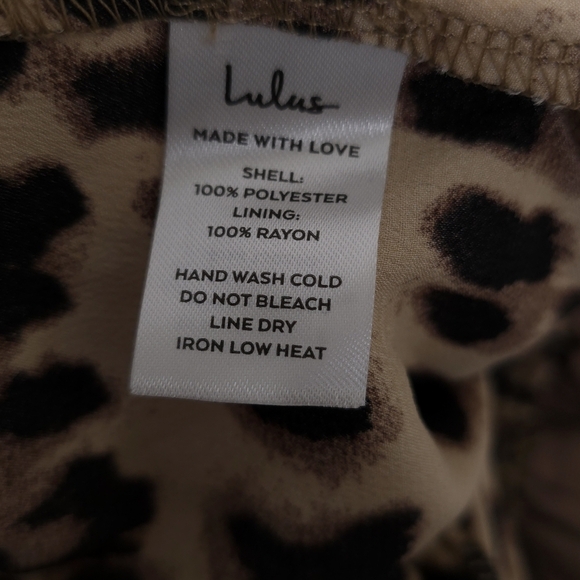 Lulus
MADE WITH LOVE
SHELL:
100% POLYESTER
LINING:
100% RAYON
HAND WASH COLD
DO NOT BLEACH
LINE DRY
IRON LOW HEAT